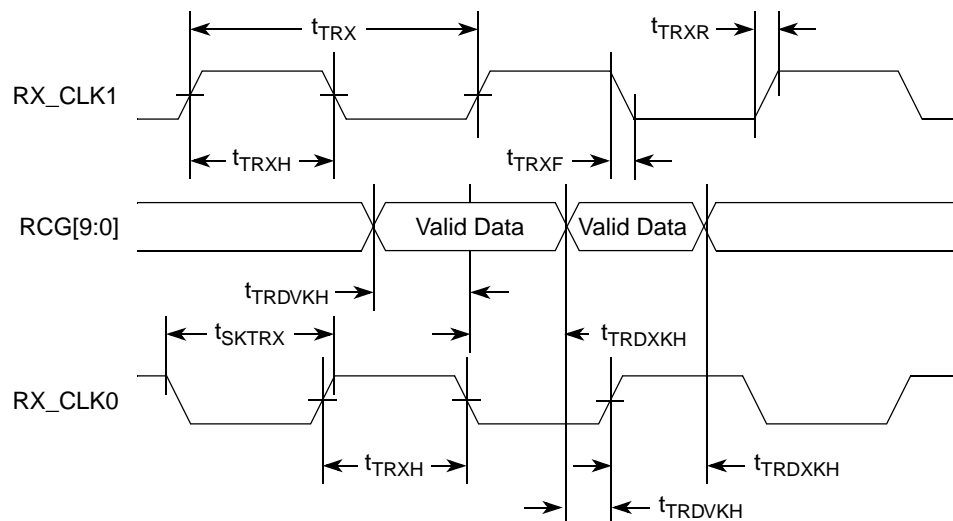 tTRX
tTRXR
RX_CLK1
tTRXH
tTRXF
RCG[9:0]
Valid Data
Valid Data
tTRDVKH
tSKTRX
tTRDXKH
RX_CLK0
tTRXH
tTRDXKH
tTRDVKH